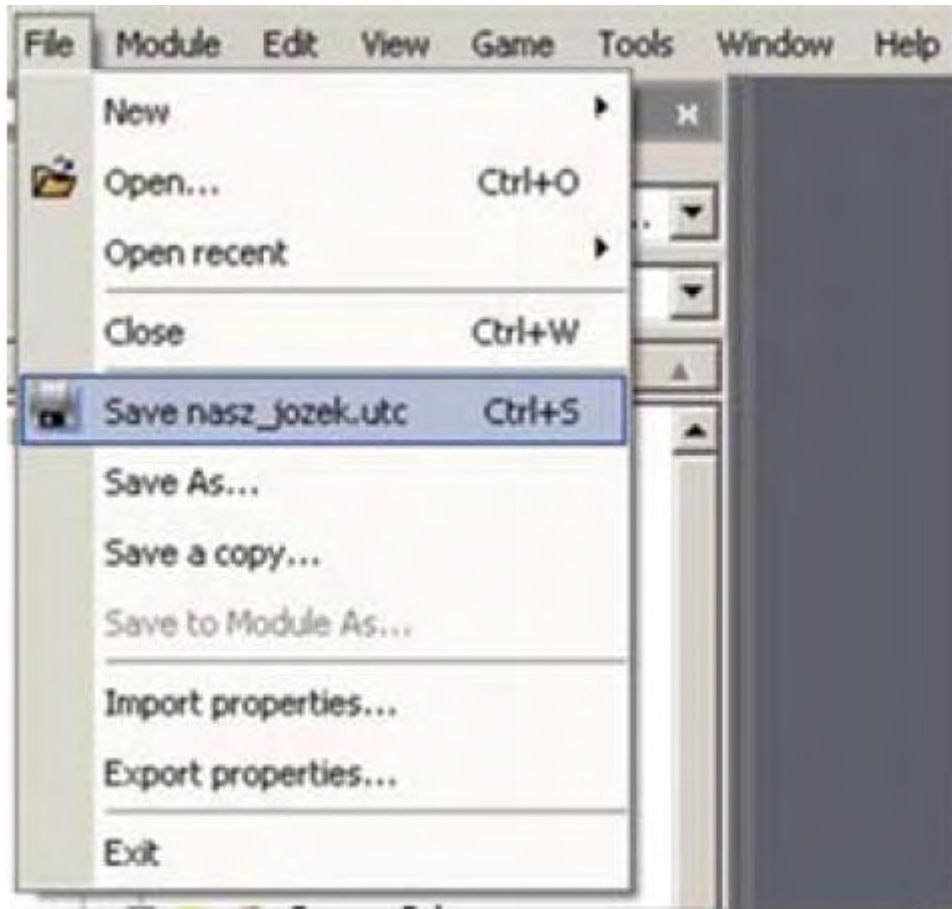 File Module Edit View Game Tools Window Help
New
Open... Ctrl+O
Open recent
Close Ctrl+W
Save nasz_jozek.utc Ctrl+S
Save As...
Save a copy...
Save to Module As...
Import properties...
Export properties...
Exit